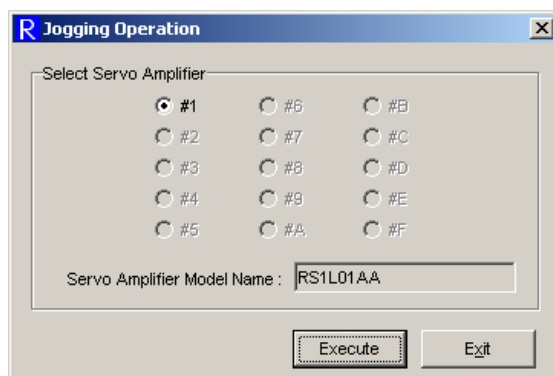 R Jogging Operation
Select Servo Amplifier
#1 #6 #B
#2 #7 #C
#3 #8 #D
#4 #9 #E
#5 #A #F
Servo Amplifier Model Name : RS1L01AA
Execute Exit